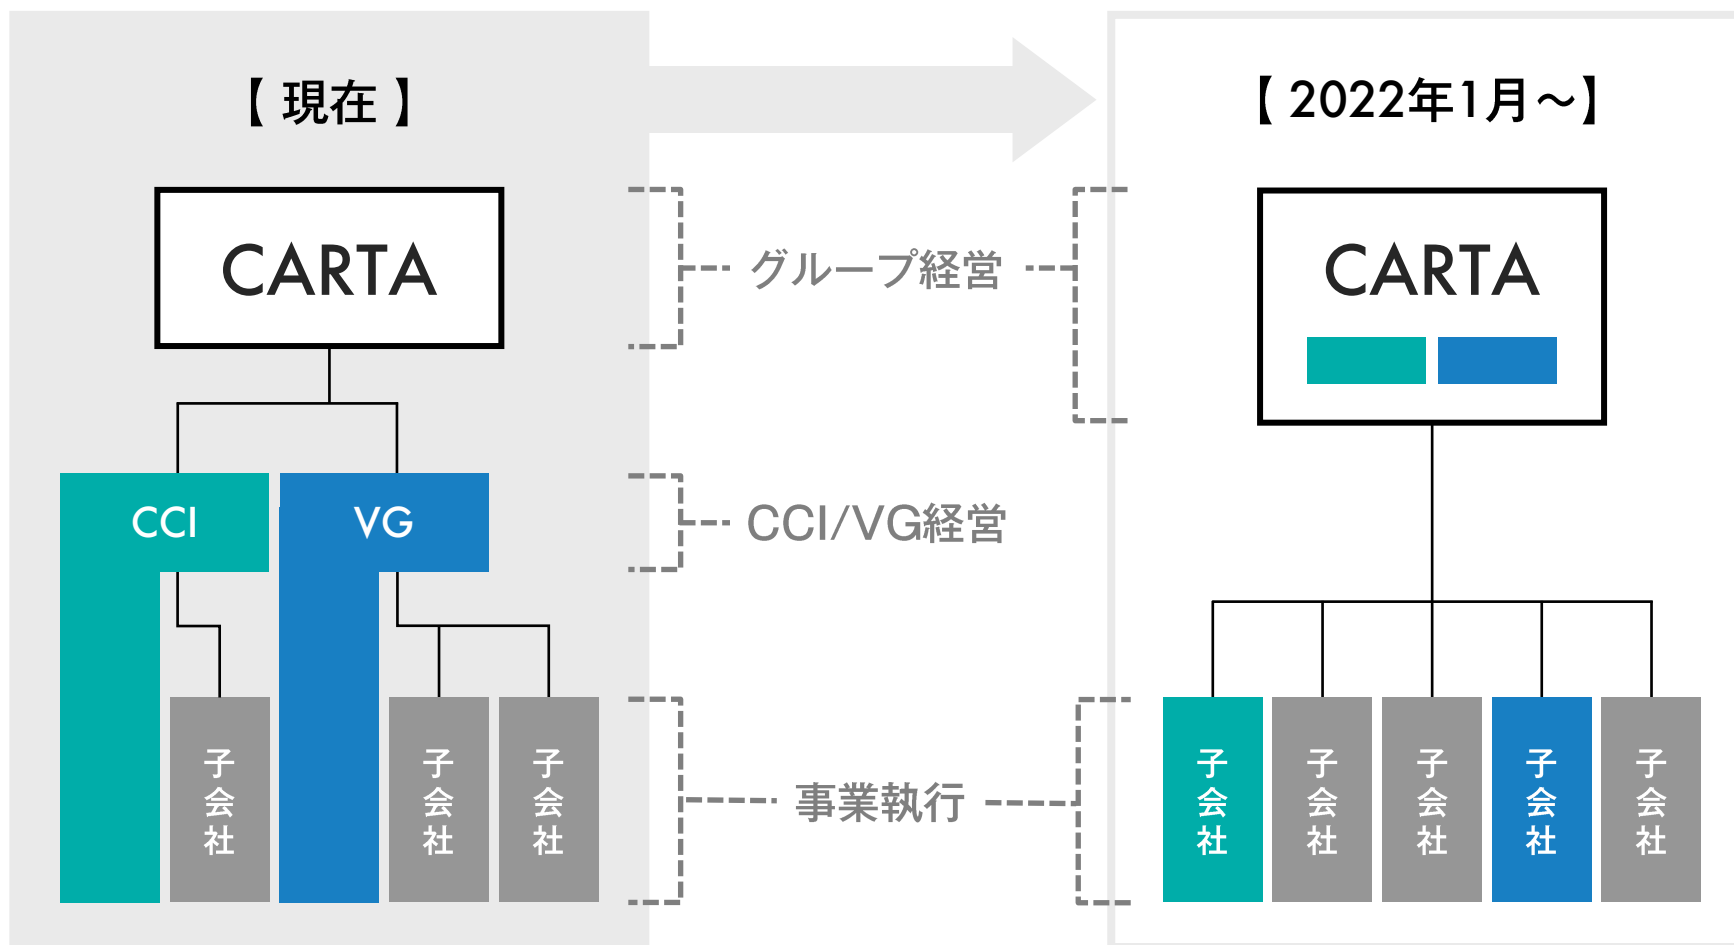 【 現在 】
【 2022年1月〜】
CARTA
グループ経営
CARTA
CCI
VG
CCI/VG経営
事業執行
子会社
子会社
子会社
子会社
子会社
子会社
子会社
子会社